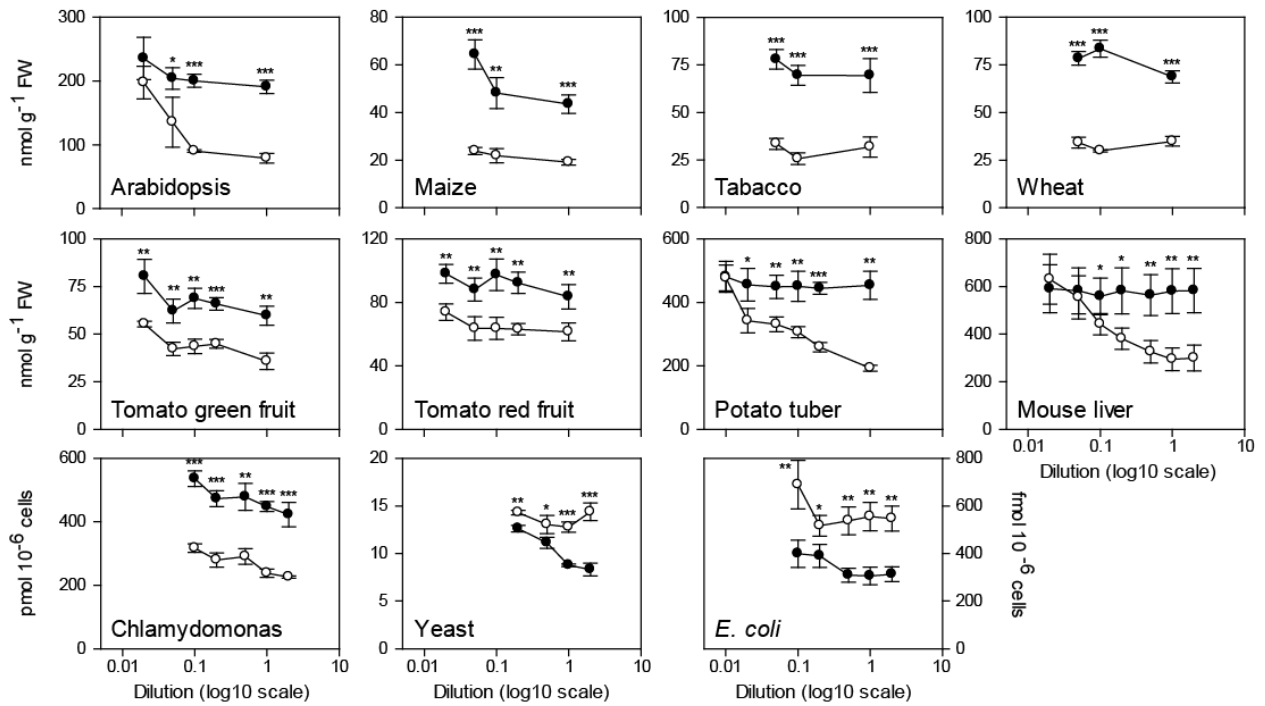 nmol g⁻¹ FW
300
200
100
0
* *** ***
Arabidopsis
80
60
40
20
0
*** ** ***
Maize
100
75
50
25
0
*** *** ***
Tabacco
100
75
50
25
0
*** *** ***
Wheat
nmol g⁻¹ FW
100
75
50
25
0
** ** ** *** **
Tomato green fruit
120
80
40
0
** ** ** ** **
Tomato red fruit
600
400
200
0
* ** ** *** **
Potato tuber
800
600
400
600
0
* * ** ** **
Mouse liver
0.01 0.1 1 10
Dilution (log10 scale)
pmol 10⁻⁶ cells
600
400
200
0
*** *** ** *** ***
Chlamydomonas
0.01 0.1 1 10
Dilution (log10 scale)
20
15
10
5
0
** * *** ***
Yeast
0.01 0.1 1 10
Dilution (log10 scale)
** * ** ** **
E. coli
0.01 0.1 1 10
Dilution (log10 scale)
800
600
400
600
0
fmol 10 ⁻⁶ cells